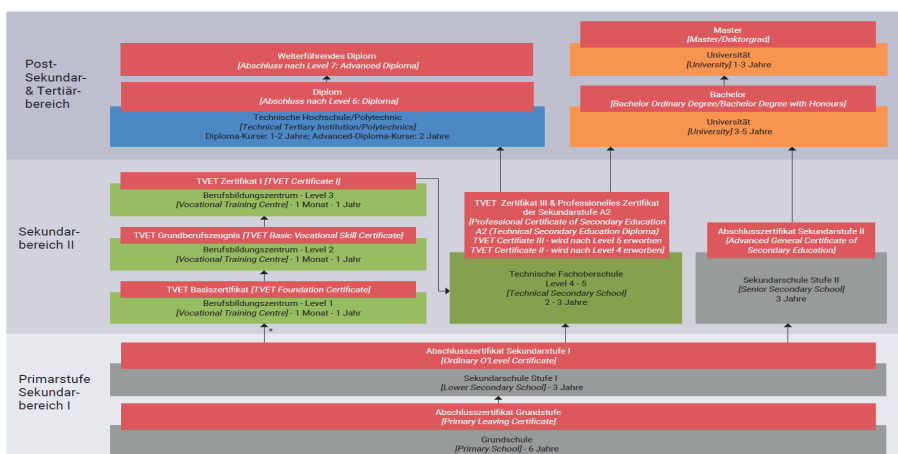 Post-
Sekundar-
& Tertiär-
bereich
Weiterführendes Diplom
[Abschluss nach Level 7: Advanced Diploma]
Diplom
[Abschluss nach Level 6: Diploma]
Technische Hochschule/Polytechnic
[Technical Tertiary Institution/Polytechnics]
Diploma-Kurse: 1-2 Jahre; Advanced-Diploma-Kurse: 2 Jahre
Master
[Master/Doktorgrad]
Universität
[University] 1-3 Jahre
Bachelor
[Bachelor Ordinary Degree/Bachelor Degree with Honours]
Universität
[University] 3-5 Jahre
Sekundar-
bereich II
TVET Zertifikat I [TVET Certificate I]
Berufsbildungszentrum - Level 3
[Vocational Training Centre] - 1 Monat - 1 Jahr
TVET Grundberufszeugnis [TVET Basic Vocational Skill Certificate]
Berufsbildungszentrum - Level 2
[Vocational Training Centre] - 1 Monat - 1 Jahr
TVET Basiszertifikat [TVET Foundation Certificate]
Berufsbildungszentrum - Level 1
[Vocational Training Centre] - 1 Monat - 1 Jahr
*
TVET Zertifikat III & Professionelles Zertifikat
der Sekundarstufe A2
[Professional Certificate of Secondary Education
A2 (Technical Secondary Education Diploma)
TVET Certifiate III - wird nach Level 5 erworben
TVET Certificate II - wird nach Level 4 erworben]
Technische Fachoberschule
Level 4 - 5
[Technical Secondary School]
2 - 3 Jahre
Abschlusszertifikat Sekundarstufe II
[Advanced General Certificate of
Secondary Education]
Sekundarschule Stufe II
[Senior Secondary School]
3 Jahre
Primarstufe
Sekundar-
bereich I
Abschlusszertifikat Sekundarstufe I
[Ordinary O'Level Certificate]
Sekundarschule Stufe I
[Lower Secondary School] - 3 Jahre
Abschlusszertifikat Grundstufe
[Primary Leaving Certificate]
Grundschule
[Primary School] - 6 Jahre